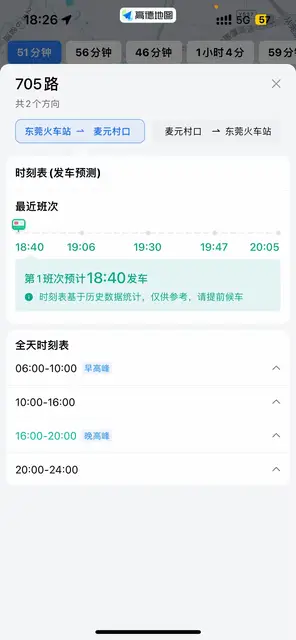 18:26
高德地圖
5G
57
51分钟 56分钟 46分钟 1小时4分 59分
705路
共2个方向
东莞火车站 麦元村口 麦元村口 东莞火车站
时刻表(发车预测)
最近班次
18:40 19:06 19:30 19:47 20:05
第1班次预计18:40发车
时刻表基于历史数据统计，仅供参考，请提前候车
全天时刻表
06:00-10:00 早高峰
10:00-16:00
16:00-20:00 晚高峰
20:00-24:00